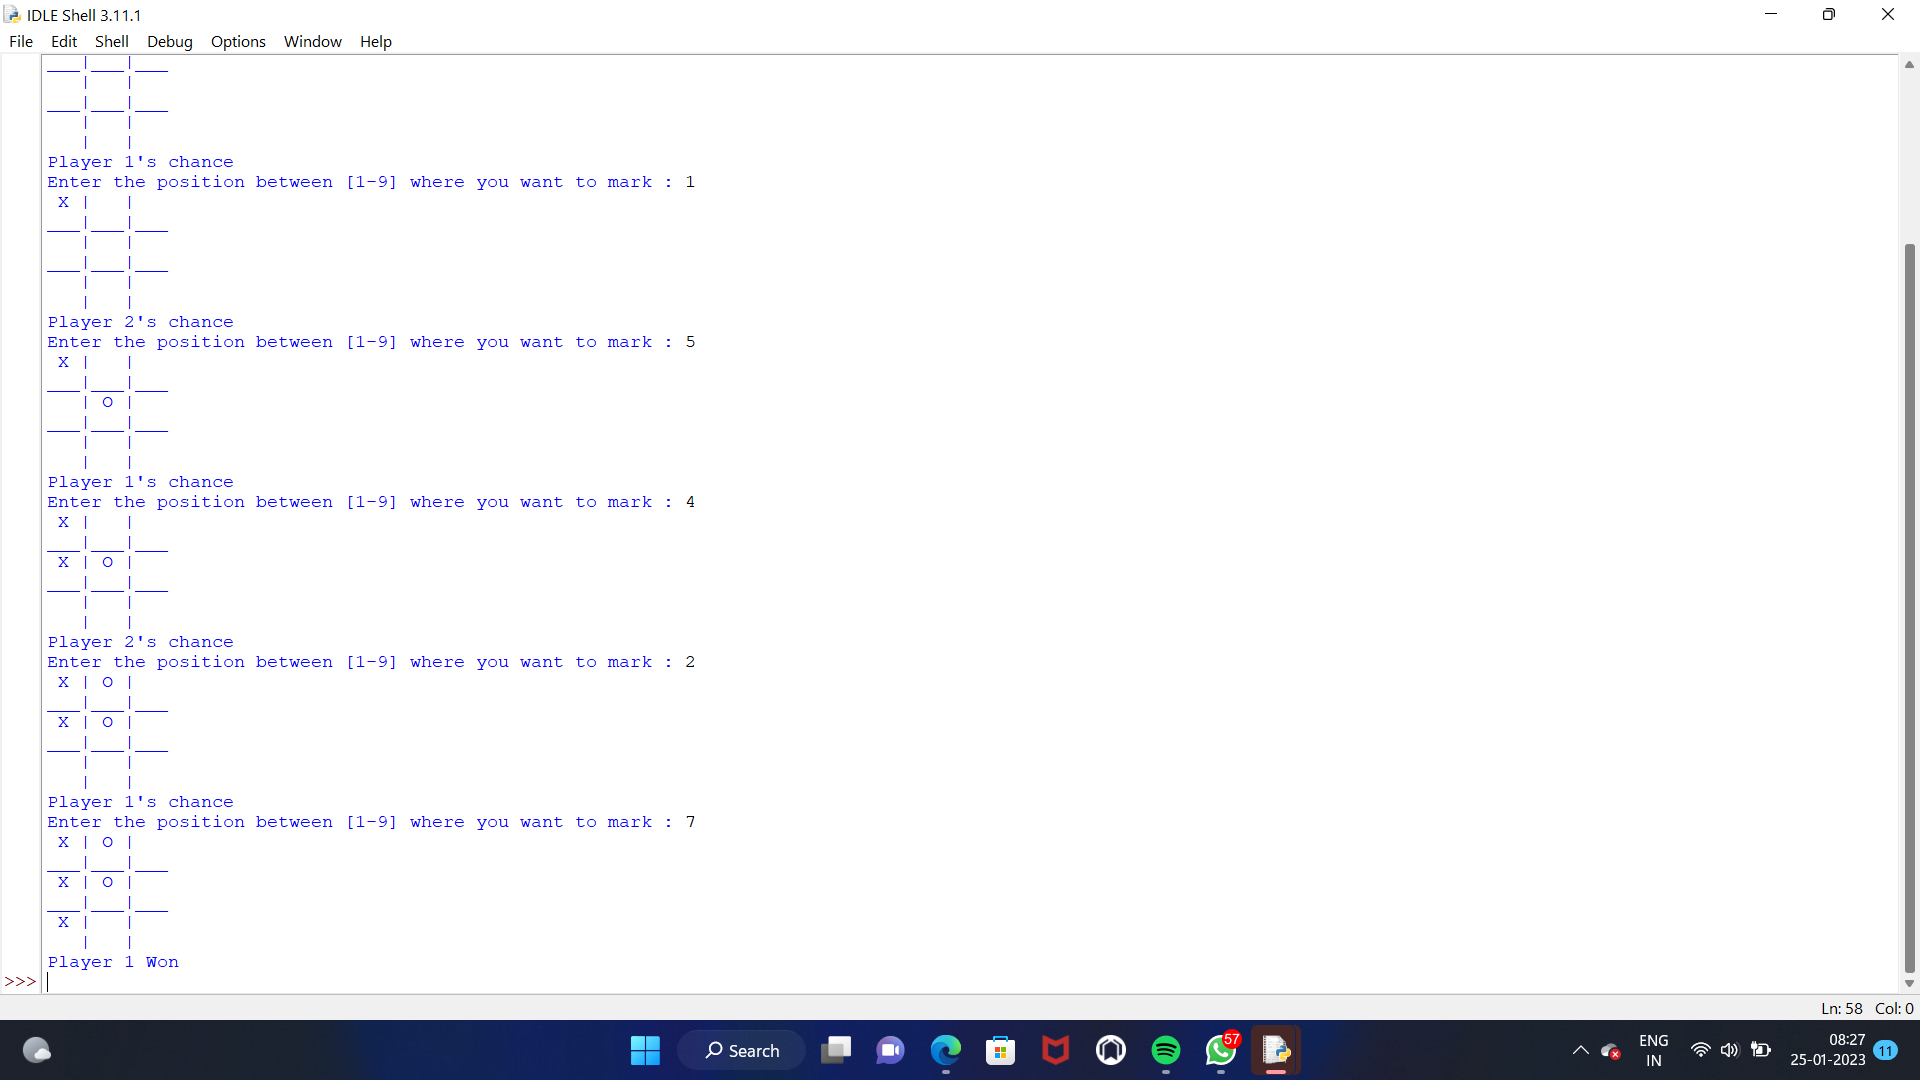 IDLE Shell 3.11.1
File Edit Shell Debug Options Window Help
___|___|___
   |   |
___|___|___
   |   |
   |   |
Player 1's chance
Enter the position between [1-9] where you want to mark : 1
 X |   |
___|___|___
   |   |
___|___|___
   |   |
   |   |
Player 2's chance
Enter the position between [1-9] where you want to mark : 5
 X |   |
___|___|___
   | O |
___|___|___
   |   |
   |   |
Player 1's chance
Enter the position between [1-9] where you want to mark : 4
 X |   |
___|___|___
 X | O |
___|___|___
   |   |
   |   |
Player 2's chance
Enter the position between [1-9] where you want to mark : 2
 X | O |
___|___|___
 X | O |
___|___|___
   |   |
   |   |
Player 1's chance
Enter the position between [1-9] where you want to mark : 7
 X | O |
___|___|___
 X | O |
___|___|___
 X |   |
   |   |
Player 1 Won
>>>
Ln: 58 Col: 0
Search
57
ENG
IN
08:27
25-01-2023
11